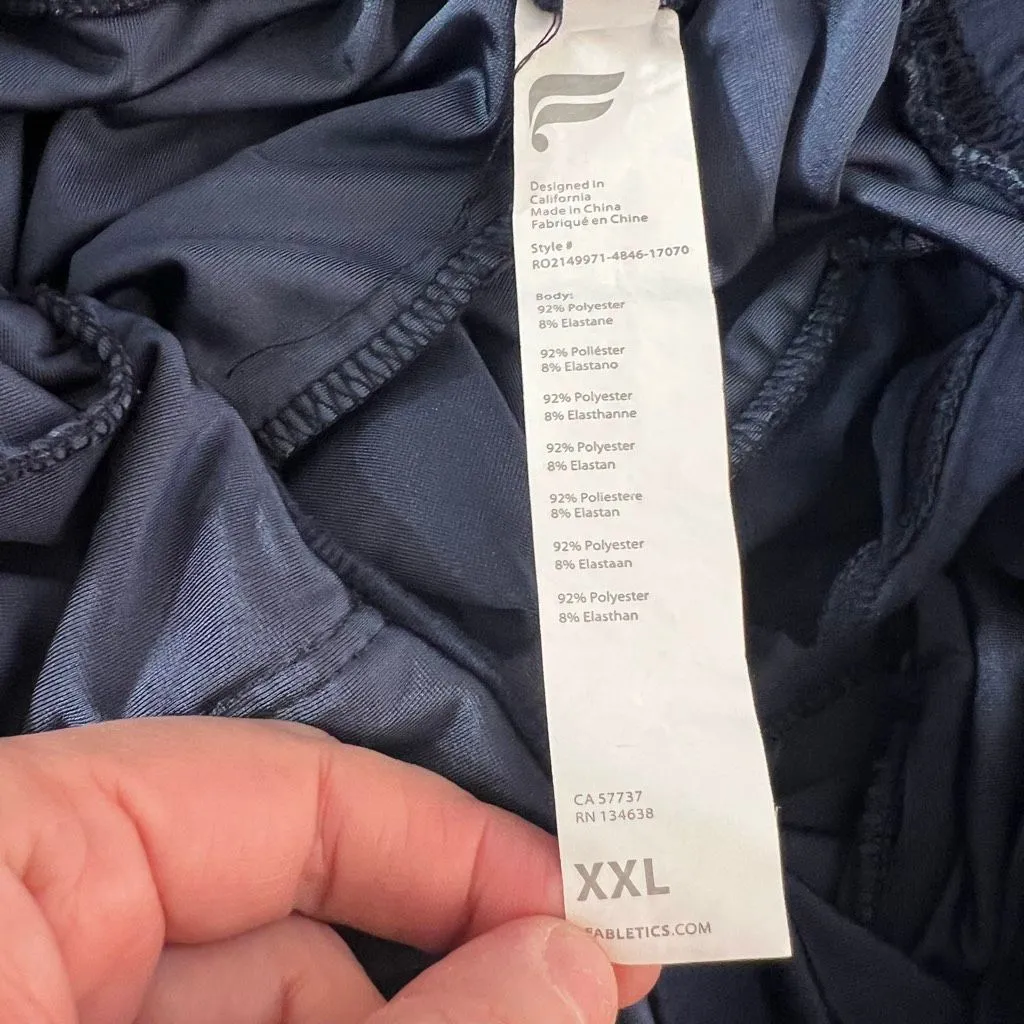 Designed in
California
Made in China
Fabriqué en Chine
Style #
RO2149971-4846-17070
Body:
92% Polyester
8% Elastane
92% Poliéster
8% Elastano
92% Polyester
8% Elasthanne
92% Polyester
8% Elastan
92% Poliestere
8% Elastan
92% Polyester
8% Elastaan
92% Polyester
8% Elasthan
CA 57737
RN 134638
XXL
FABLETICS.COM